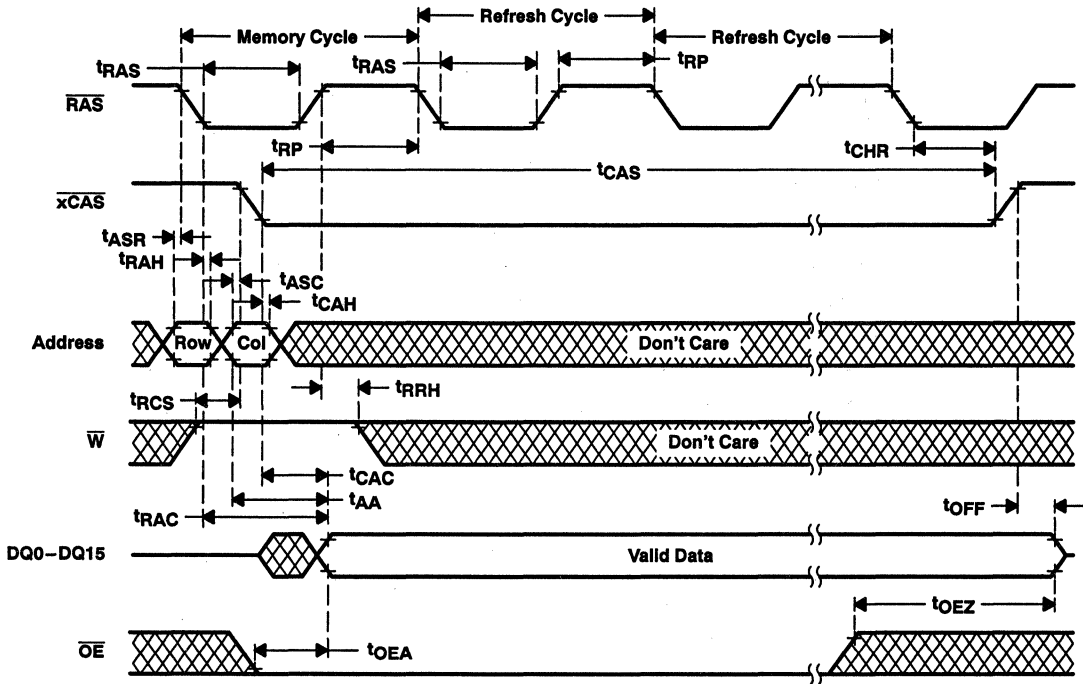 Refresh Cycle
Memory Cycle
Refresh Cycle
tRAS
tRAS
tRP
RAS
tRP
tCHR
tCAS
xCAS
tASR
tRAH
tASC
tCAH
Address
Row
Col
Don't Care
tRRH
tRCS
W
Don't Care
tCAC
tAA
tRAC
tOFF
DQ0–DQ15
Valid Data
tOEZ
OE
tOEA